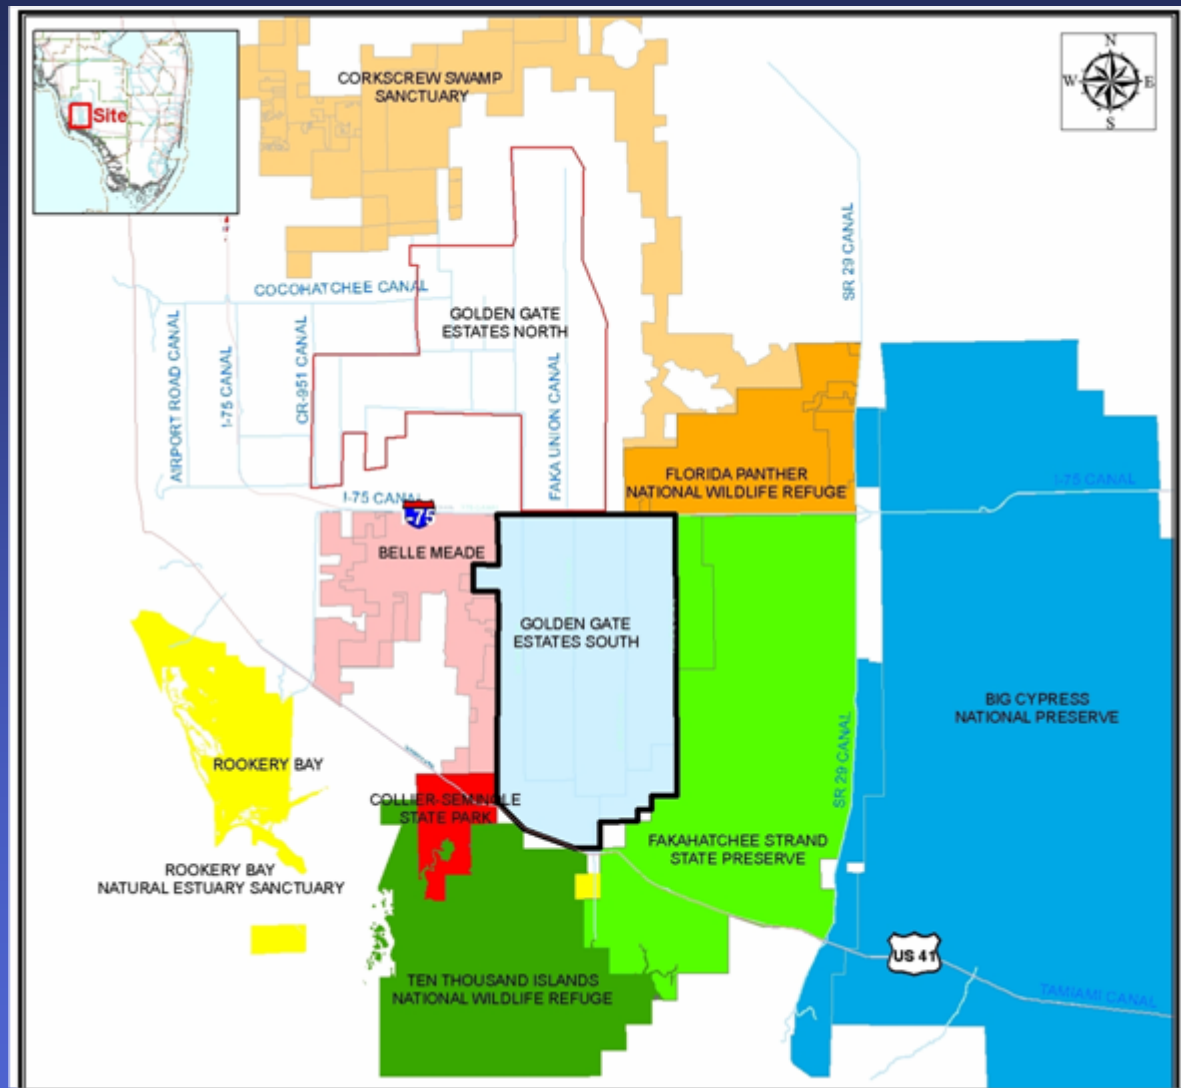 Site
N
W
E
S
CORKSCREW SWAMP
SANCTUARY
SR 29 CANAL
COCOHATCHEE CANAL
GOLDEN GATE
ESTATES NORTH
AIRPORT ROAD CANAL
I-75 CANAL
CR-951 CANAL
FAKA UNION CANAL
FLORIDA PANTHER
NATIONAL WILDLIFE REFUGE
I-75 CANAL
I-75 CANAL
I-75
BELLE MEADE
GOLDEN GATE
ESTATES SOUTH
BIG CYPRESS
NATIONAL PRESERVE
SR 29 CANAL
ROOKERY BAY
COLLIER-SEMINOLE
STATE PARK
FAKAHATCHEE STRAND
STATE PRESERVE
ROOKERY BAY
NATURAL ESTUARY SANCTUARY
US 41
TEN THOUSAND ISLANDS
NATIONAL WILDLIFE REFUGE
TAMIAMI CANAL